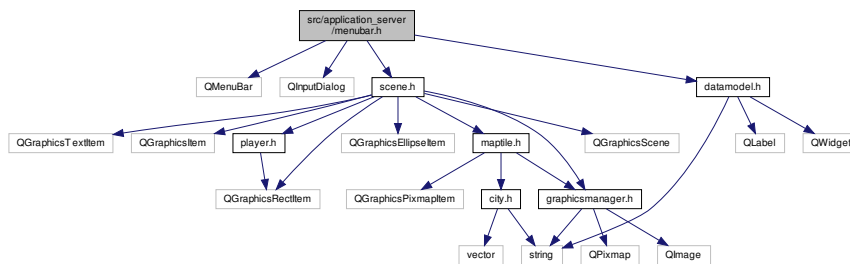 src/application_server
/menubar.h
QMenuBar
QInputDialog
scene.h
datamodel.h
QGraphicsTextItem
QGraphicsItem
player.h
QGraphicsEllipseItem
maptile.h
QGraphicsScene
QLabel
QWidget
QGraphicsRectItem
QGraphicsPixmapItem
city.h
graphicsmanager.h
vector
string
QPixmap
QImage